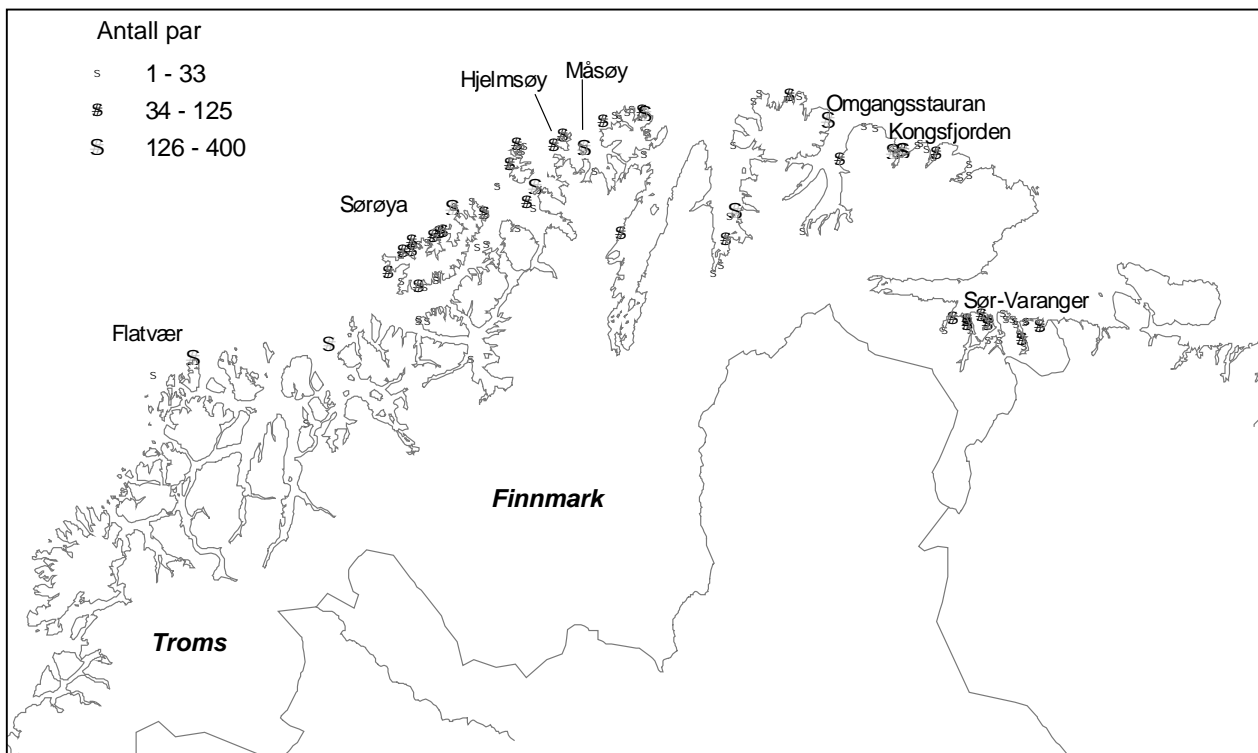 Antall par
s 1 - 33
$ 34 - 125
S 126 - 400
Hjelmsøy
Måsøy
Omgangsstauran
Kongsfjorden
Sørøya
Sør-Varanger
Flatvær
Finnmark
Troms